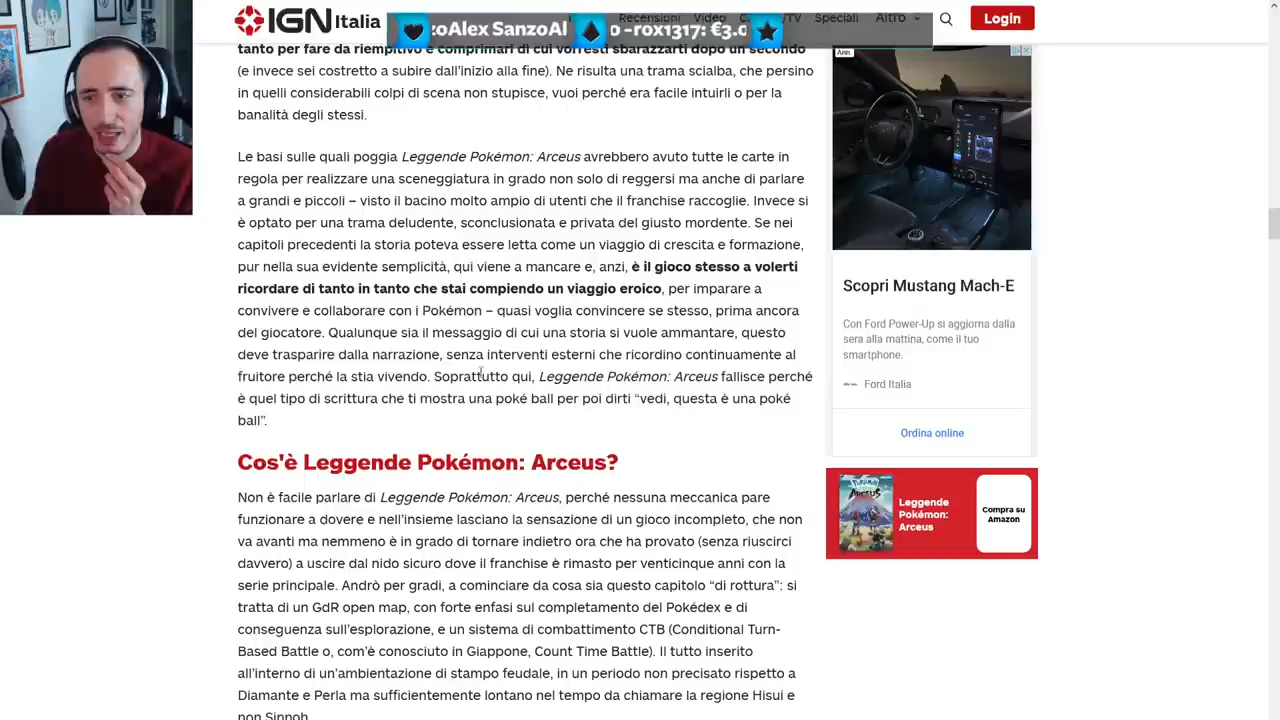 IGN Italia
Recensioni Video
/TV Speciali Altro
Login
zoAlex SanzoAl
o -rox1317: €3.
tanto per fare da riempitivo e comprimari di cui vorresti sbarazzarti dopo un secondo
(e invece sei costretto a subire dall'inizio alla fine). Ne risulta una trama scialba, che persino
in quelli considerabili colpi di scena non stupisce, vuoi perché era facile intuirli o per la
banalità degli stessi.
Le basi sulle quali poggia Leggende Pokémon: Arceus avrebbero avuto tutte le carte in
regola per realizzare una sceneggiatura in grado non solo di reggersi ma anche di parlare
a grandi e piccoli – visto il bacino molto ampio di utenti che il franchise raccoglie. Invece si
è optato per una trama deludente, sconclusionata e privata del giusto mordente. Se nei
capitoli precedenti la storia poteva essere letta come un viaggio di crescita e formazione,
pur nella sua evidente semplicità, qui viene a mancare e, anzi, è il gioco stesso a volerti
ricordare di tanto in tanto che stai compiendo un viaggio eroico, per imparare a
convivere e collaborare con i Pokémon – quasi voglia convincere se stesso, prima ancora
del giocatore. Qualunque sia il messaggio di cui una storia si vuole ammantare, questo
deve trasparire dalla narrazione, senza interventi esterni che ricordino continuamente al
fruitore perché la stia vivendo. Soprattutto qui, Leggende Pokémon: Arceus fallisce perché
è quel tipo di scrittura che ti mostra una poké ball per poi dirti “vedi, questa è una poké
ball”.
Cos'è Leggende Pokémon: Arceus?
Non è facile parlare di Leggende Pokémon: Arceus, perché nessuna meccanica pare
funzionare a dovere e nell'insieme lasciano la sensazione di un gioco incompleto, che non
va avanti ma nemmeno è in grado di tornare indietro ora che ha provato (senza riuscirci
davvero) a uscire dal nido sicuro dove il franchise è rimasto per venticinque anni con la
serie principale. Andrò per gradi, a cominciare da cosa sia questo capitolo “di rottura”: si
tratta di un GdR open map, con forte enfasi sul completamento del Pokédex e di
conseguenza sull'esplorazione, e un sistema di combattimento CTB (Conditional Turn-
Based Battle o, com'è conosciuto in Giappone, Count Time Battle). Il tutto inserito
all'interno di un'ambientazione di stampo feudale, in un periodo non precisato rispetto a
Diamante e Perla ma sufficientemente lontano nel tempo da chiamare la regione Hisui e
non Sinnoh.
Ann.
Scopri Mustang Mach-E
Con Ford Power-Up si aggiorna dalla
sera alla mattina, come il tuo
smartphone.
Ford Italia
Ordina online
Leggende
Pokémon:
Arceus
Compra su
Amazon